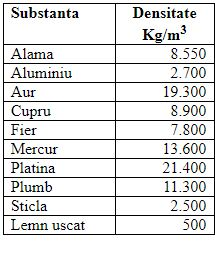 Substanta Densitate
Kg/m³
Alama 8.550
Aluminiu 2.700
Aur 19.300
Cupru 8.900
Fier 7.800
Mercur 13.600
Platina 21.400
Plumb 11.300
Sticla 2.500
Lemn uscat 500